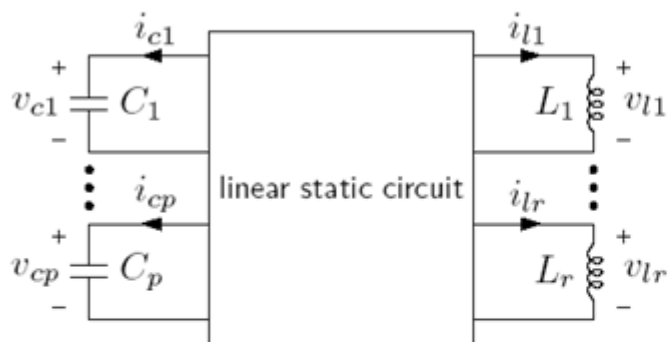 i_{c1} i_{l1}
+ +
v_{c1} C_1 L_1 v_{l1}
− −
i_{cp} linear static circuit i_{lr}
+ +
v_{cp} C_p L_r v_{lr}
− −